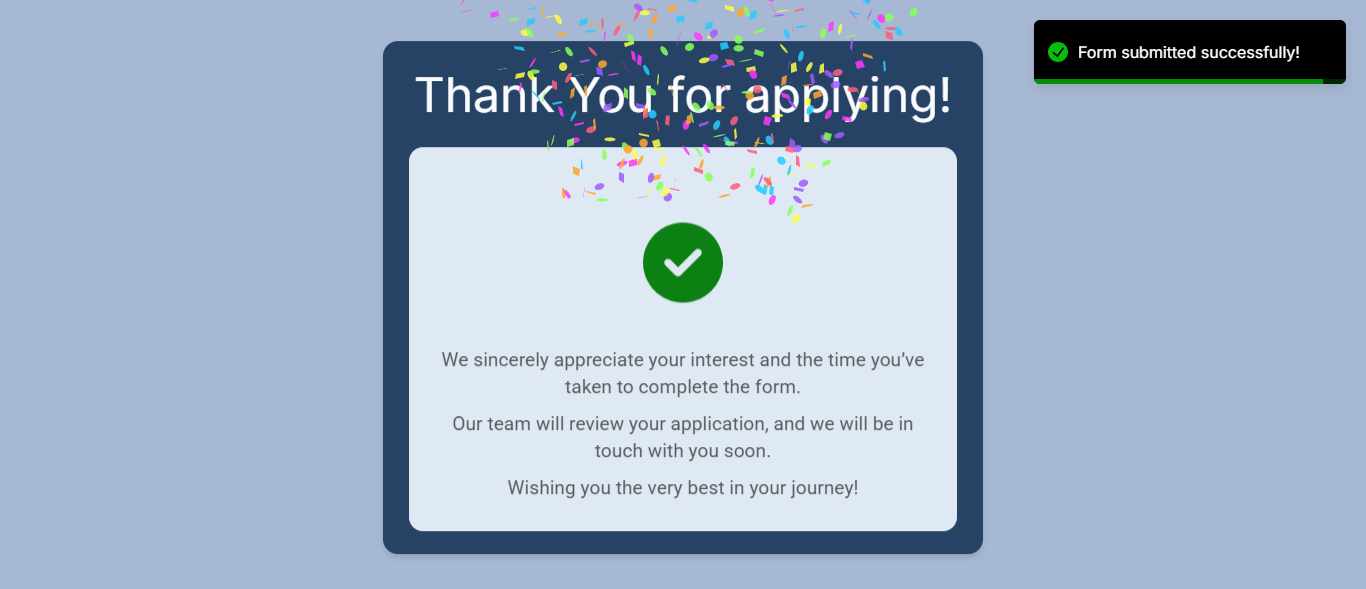 Form submitted successfully!
Thank You for applying!
We sincerely appreciate your interest and the time you’ve
taken to complete the form.
Our team will review your application, and we will be in
touch with you soon.
Wishing you the very best in your journey!